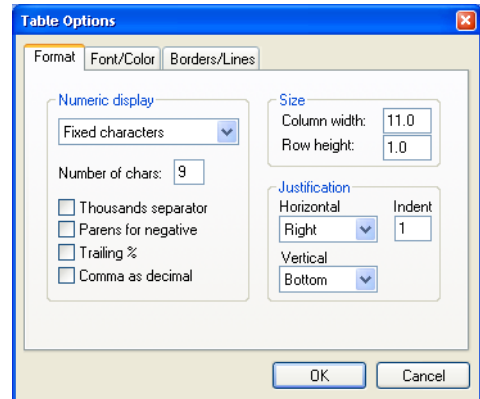 Table Options
Format Font/Color Borders/Lines
Numeric display
Fixed characters
Number of chars: 9
Thousands separator
Parens for negative
Trailing %
Comma as decimal
Size
Column width: 11.0
Row height: 1.0
Justification
Horizontal Indent
Right 1
Vertical
Bottom
OK Cancel